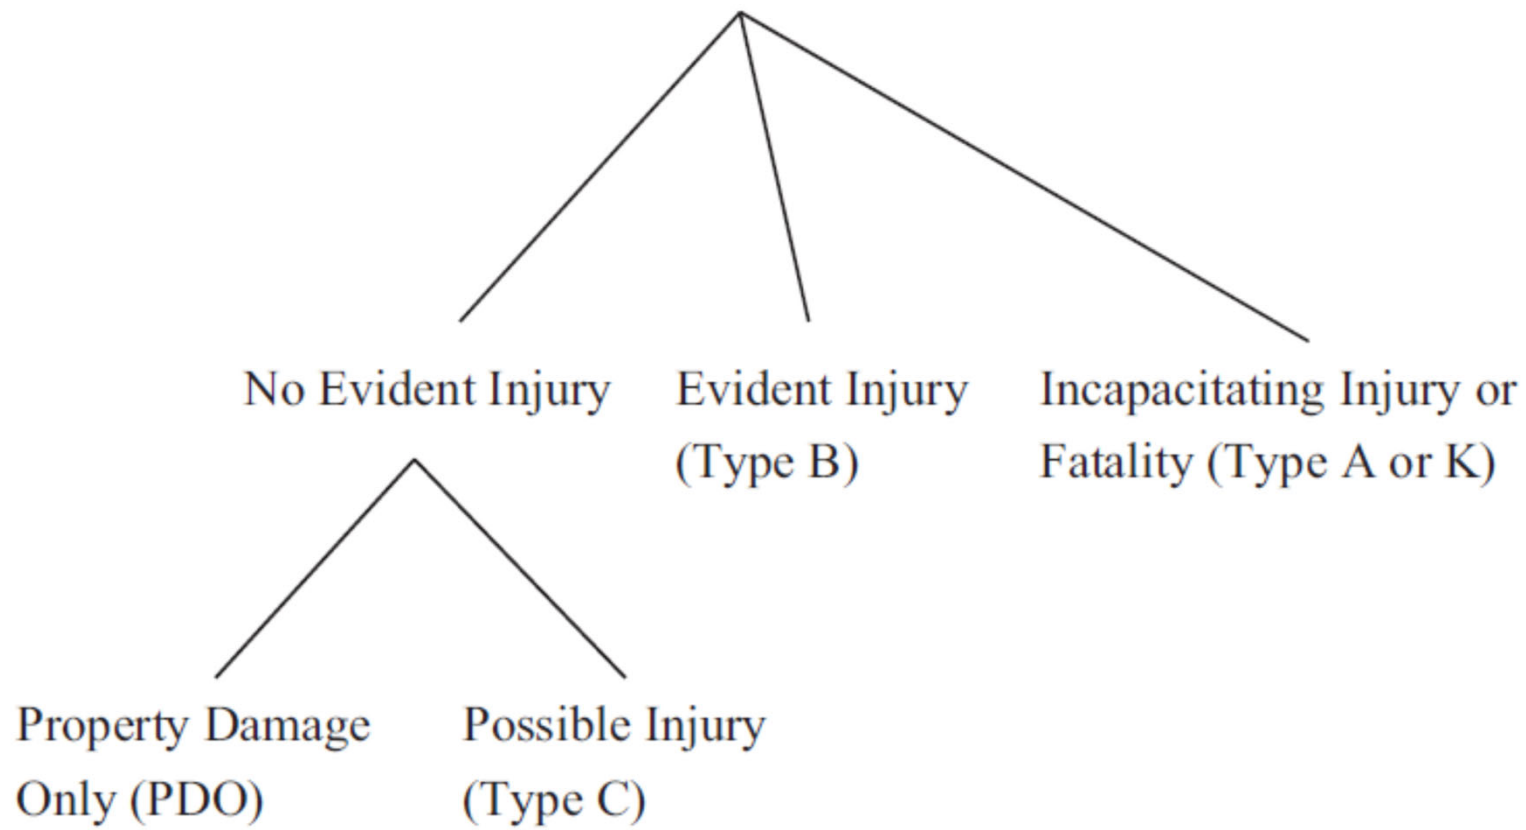 No Evident Injury
Evident Injury
(Type B)
Incapacitating Injury or
Fatality (Type A or K)
Property Damage
Only (PDO)
Possible Injury
(Type C)